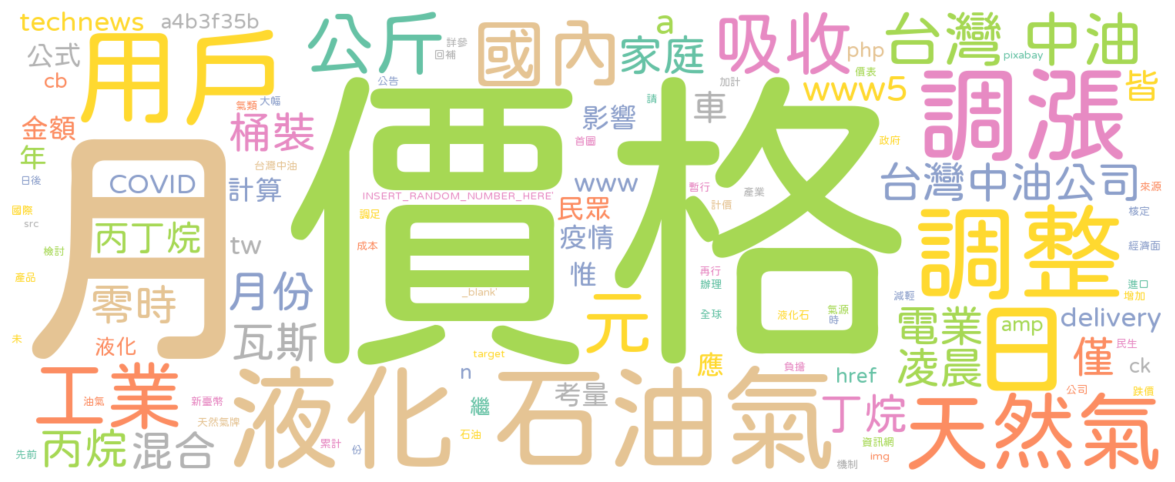 technews
a4b3f35b
公式
cb
用戶
公斤
詳參
回補
國內
家庭
a
吸收
php
價表
台灣中油
pixabay
公告
加計
www5
皆
調漲
金額
氣類
大幅
桶裝
影響
請
車
首圖
政府
年
台灣中油
日後
COVID
計算
價格
月
INSERT_RANDOM_NUMBER_HERE'
www
暫行
產業
台灣中油公司
來源
核定
國際
src
調足
民眾
計價
丙丁烷
tw
成本
疫情
調整
經濟面
檢討
產品
零時
月份
惟
再行
辦理
減輕
進口
增加
_blank'
元
全球
液化石
氣源
時
電業
日
amp
delivery
未
液化
瓦斯
target
應
負擔
凌晨
僅
民生
ck
工業
油氣
新臺幣
天然氣牌
液化石油氣
n
繼
考量
href
丁烷
公司
跌價
天然氣
先前
丙烷
混合
累計
份
石油
資訊網
img
機制